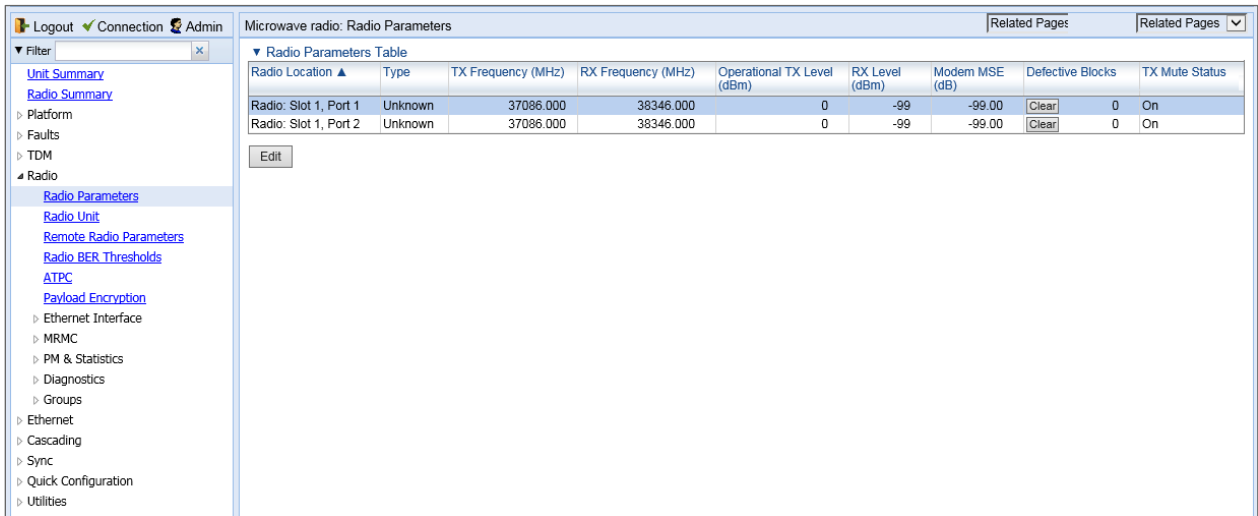 Logout Connection Admin
Microwave radio: Radio Parameters
Related Pages
Related Pages
Filter
Unit Summary
Radio Summary
Platform
Faults
TDM
Radio
Radio Parameters
Radio Unit
Remote Radio Parameters
Radio BER Thresholds
ATPC
Payload Encryption
Ethernet Interface
MRMC
PM & Statistics
Diagnostics
Groups
Ethernet
Cascading
Sync
Quick Configuration
Utilities
▼ Radio Parameters Table
Radio Location ▲ Type TX Frequency (MHz) RX Frequency (MHz) Operational TX Level (dBm) RX Level (dBm) Modem MSE (dB) Defective Blocks TX Mute Status
Radio: Slot 1, Port 1 Unknown 37086.000 38346.000 0 -99 -99.00 Clear 0 On
Radio: Slot 1, Port 2 Unknown 37086.000 38346.000 0 -99 -99.00 Clear 0 On
Edit